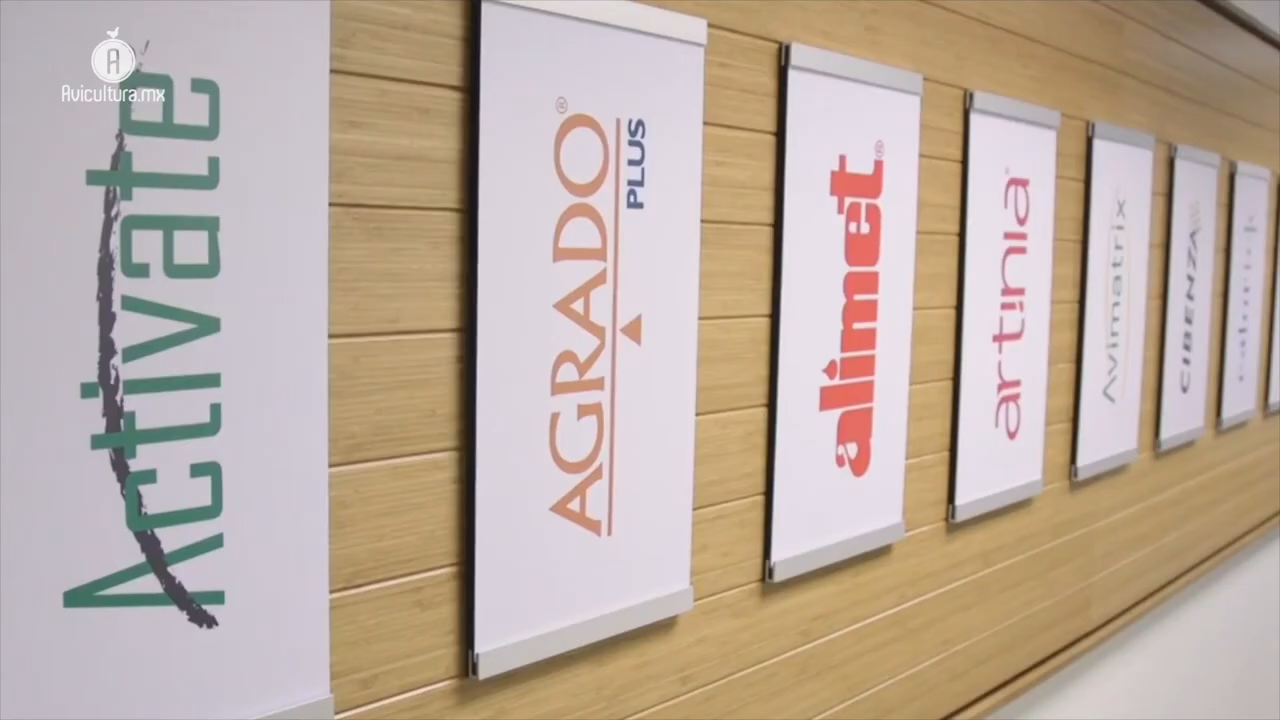 Avicultura.mx
Activate
AGRADO®
PLUS
alimet®
artinia
Avimatrix
CIBENZA